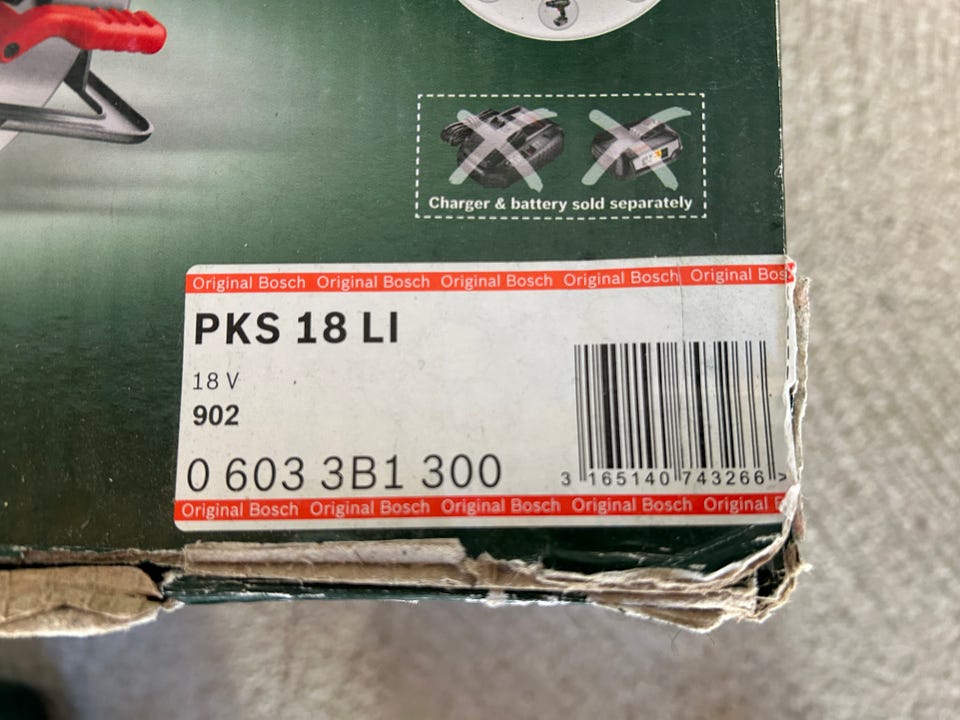 Charger & battery sold separately
Original Bosch Original Bosch Original Bosch Original Bosch Original Bos
PKS 18 LI
18 V
902
0 603 3B1 300
3 165140 743266 >
Original Bosch Original Bosch Original Bosch Original Bosch Original B